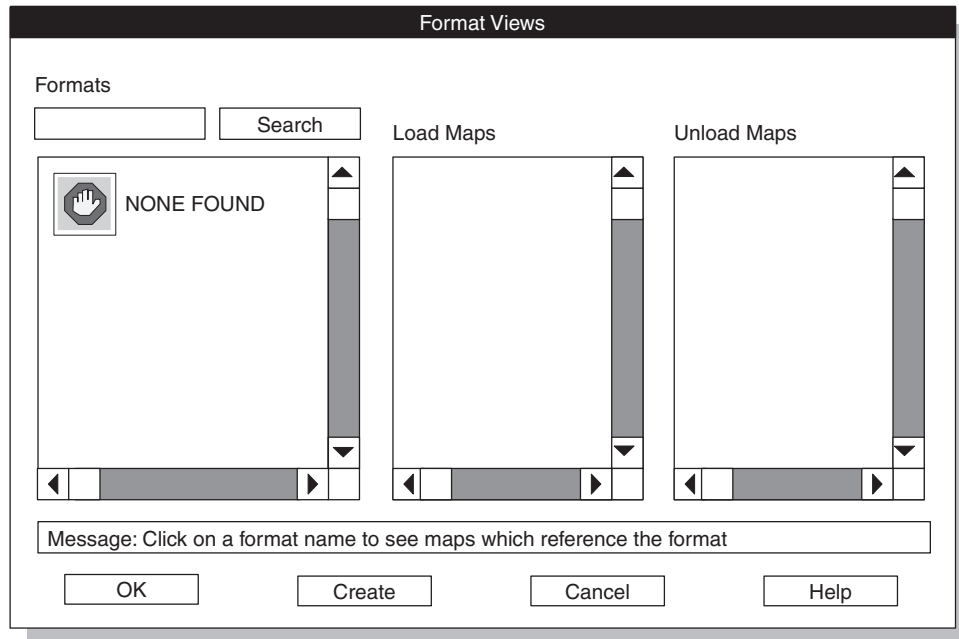 Format Views
Formats
Search
Load Maps
Unload Maps
NONE FOUND
Message: Click on a format name to see maps which reference the format
OK
Create
Cancel
Help